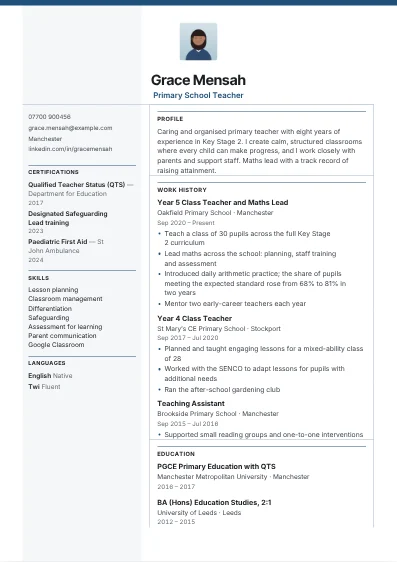 Grace Mensah
Primary School Teacher
07700 900456
grace.mensah@example.com
Manchester
linkedin.com/in/gracemensah
CERTIFICATIONS
Qualified Teacher Status (QTS) —
Department for Education
2017
Designated Safeguarding
Lead training
2023
Paediatric First Aid — St
John Ambulance
2024
SKILLS
Lesson planning
Classroom management
Differentiation
Safeguarding
Assessment for learning
Parent communication
Google Classroom
LANGUAGES
English Native
Twi Fluent
PROFILE
Caring and organised primary teacher with eight years of
experience in Key Stage 2. I create calm, structured classrooms
where every child can make progress, and I work closely with
parents and support staff. Maths lead with a track record of
raising attainment.
WORK HISTORY
Year 5 Class Teacher and Maths Lead
Oakfield Primary School · Manchester
Sep 2020 – Present
• Teach a class of 30 pupils across the full Key Stage
2 curriculum
• Lead maths across the school: planning, staff training
and assessment
• Introduced daily arithmetic practice; the share of pupils
meeting the expected standard rose from 68% to 81% in
two years
• Mentor two early-career teachers each year
Year 4 Class Teacher
St Mary's CE Primary School · Stockport
Sep 2017 – Jul 2020
• Planned and taught engaging lessons for a mixed-ability class
of 28
• Worked with the SENCO to adapt lessons for pupils with
additional needs
• Ran the after-school gardening club
Teaching Assistant
Brookside Primary School · Manchester
Sep 2015 – Jul 2016
• Supported small reading groups and one-to-one interventions
EDUCATION
PGCE Primary Education with QTS
Manchester Metropolitan University · Manchester
2016 – 2017
BA (Hons) Education Studies, 2:1
University of Leeds · Leeds
2012 – 2015